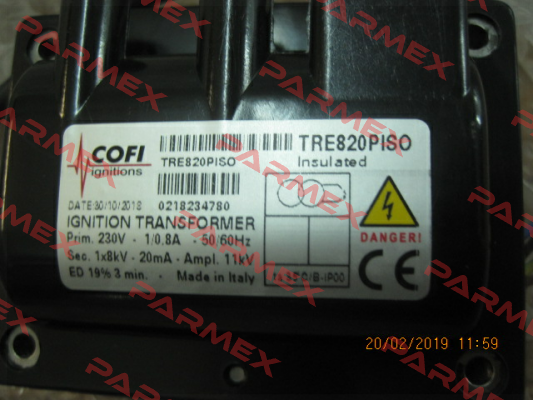 COFI
ignitions
TRE820PISO
TRE820PISO
Insulated
DATE:30/10/2018
0218234780
IGNITION TRANSFORMER
Prim. 230V - 1/0.8A - 50/60Hz
Sec. 1x8kV - 20mA - Ampl. 11kV
ED 19% 3 min. - Made in Italy
DANGER!
CE
20/02/2019 11:59
PARMEX
PARMEX
PARMEX
PARMEX
PARMEX
PARMEX
PARMEX
PARMEX